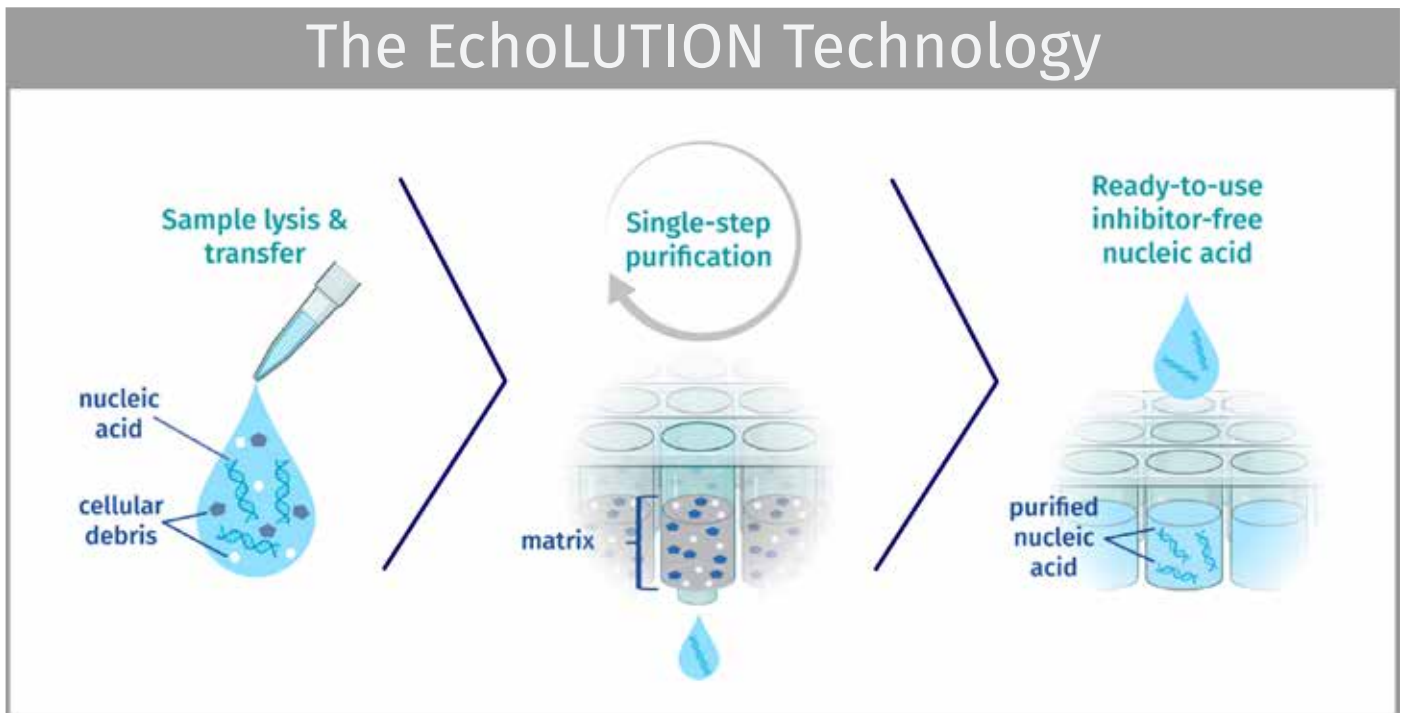 The EchoLUTION Technology
Sample lysis &
transfer
nucleic
acid
cellular
debris
Single-step
purification
matrix
Ready-to-use
inhibitor-free
nucleic acid
purified
nucleic
acid